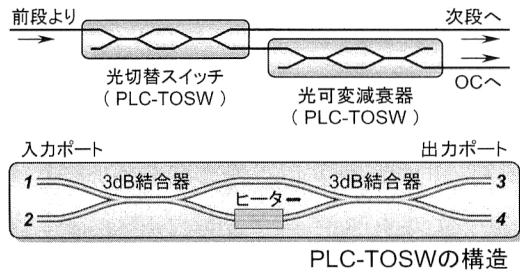 前段より
次段へ
光切替スイッチ
（PLC-TOSW）
光可変減衰器
（PLC-TOSW）
OCへ
入力ポート
出力ポート
1
3dB結合器
ヒーター
3dB結合器
3
2
4
PLC-TOSWの構造